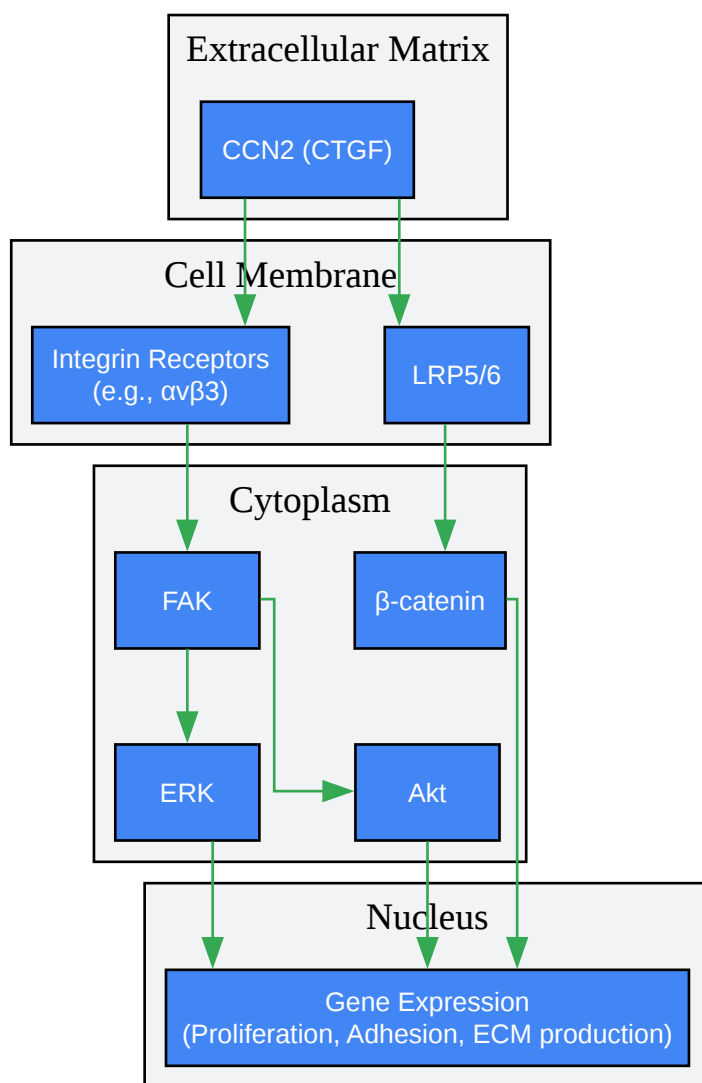 Extracellular Matrix
CCN2 (CTGF)
Cell Membrane
Integrin Receptors
(e.g., αvβ3)
LRP5/6
Cytoplasm
FAK
β-catenin
ERK
Akt
Nucleus
Gene Expression
(Proliferation, Adhesion, ECM production)